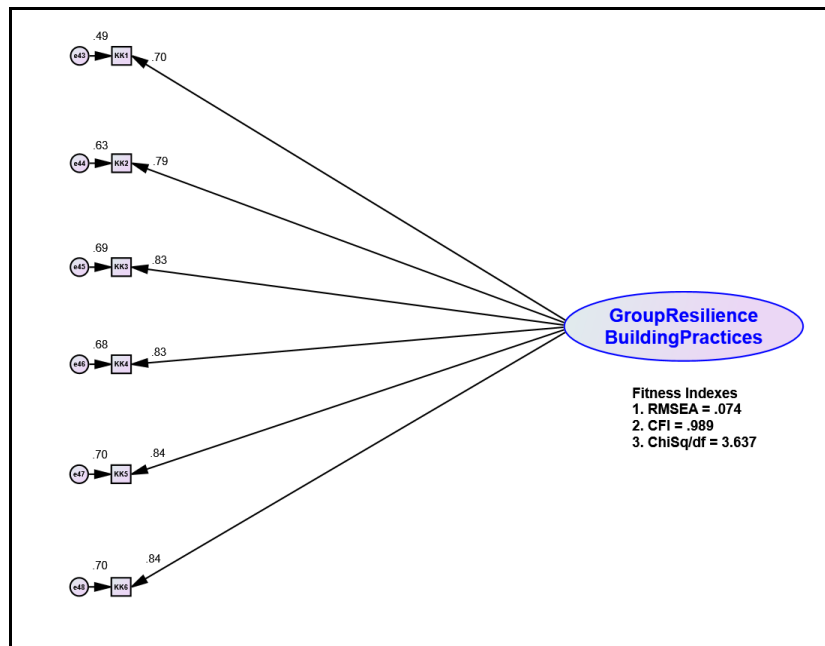 .49
e43 KK1 .70
.63
e44 KK2 .79
.69
e45 KK3 .83
.68
e46 KK4 .83
.70
e47 KK5 .84
.70
e48 KK6 .84
GroupResilience
BuildingPractices
Fitness Indexes
1. RMSEA = .074
2. CFI = .989
3. ChiSq/df = 3.637